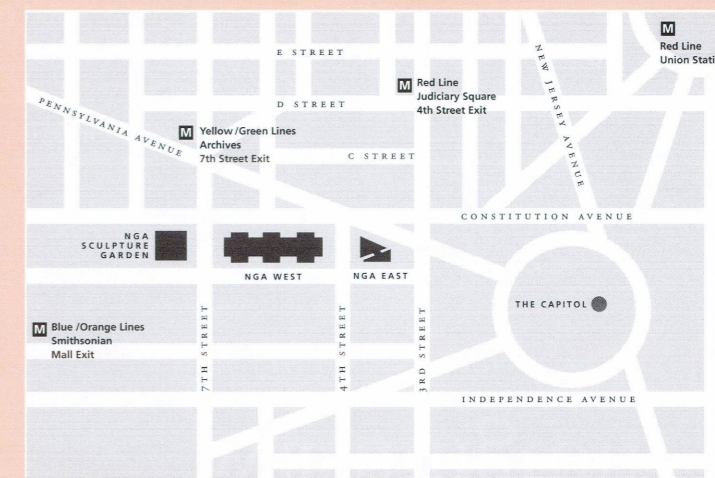 M
Red Line
Union Stati
E STREET
NEW JERSEY AVENUE
M Red Line
Judiciary Square
4th Street Exit
D STREET
PENNSYLVANIA AVENUE
M Yellow/Green Lines
Archives
7th Street Exit
C STREET
CONSTITUTION AVENUE
NGA
SCULPTURE
GARDEN
NGA WEST
NGA EAST
THE CAPITOL
M Blue/Orange Lines
Smithsonian
Mall Exit
7TH STREET
4TH STREET
3RD STREET
INDEPENDENCE AVENUE